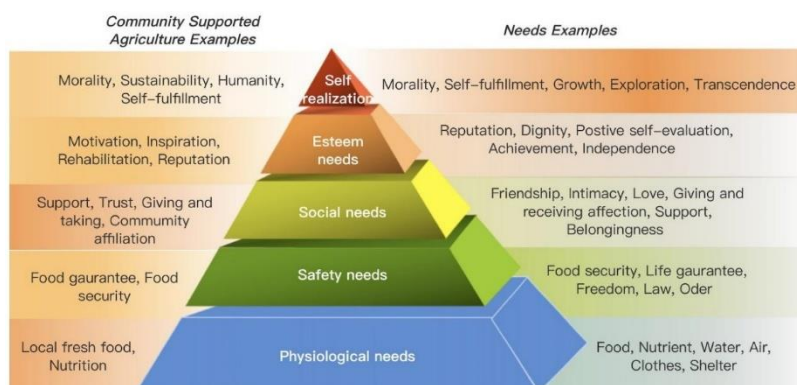 Community Supported
Agriculture Examples
Needs Examples
Morality, Sustainability, Humanity,
Self-fulfillment
Self
realization
Morality, Self-fulfillment, Growth, Exploration, Transcendence
Motivation, Inspiration,
Rehabilitation, Reputation
Esteem
needs
Reputation, Dignity, Postive self-evaluation,
Achievement, Independence
Support, Trust, Giving and
taking, Commumity
affiliation
Social needs
Friendship, Intimacy, Love, Giving and
receiving affection, Support,
Belongingness
Food gaurantee, Food
security
Safety needs
Food security, Life gaurantee,
Freedom, Law, Oder
Local fresh food,
Nutrition
Physiological needs
Food, Nutrient, Water, Air,
Clothes, Shelter